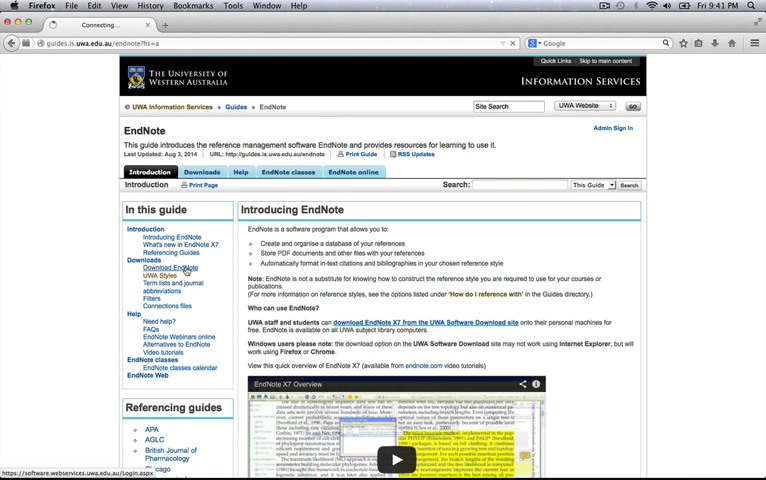 Firefox File Edit View History Bookmarks Tools Window Help
Fri 9:41 PM
Connecting...
guides.is.uwa.edu.au/endnote?hs=a
Google
Quick Links | Skip to main content
THE UNIVERSITY OF
WESTERN AUSTRALIA
INFORMATION SERVICES
UWA Information Services » Guides » EndNote
Site Search
UWA Website
GO
EndNote
Admin Sign in
This guide introduces the reference management software EndNote and provides resources for learning to use it.
Last Updated: Aug 3, 2014 | URL: http://guides.is.uwa.edu.au/endnote | Print Guide | RSS Updates
Introduction Downloads Help EndNote classes EndNote online
Introduction Print Page
Search: This Guide Search
In this guide
Introduction
Introducing EndNote
What's new in EndNote X7
Referencing Guides
Downloads
Download EndNote
UWA Styles
Term lists and journal
abbreviations
Filters
Connections files
Help
Need help?
FAQs
EndNote Webinars online
Alternatives to EndNote
Video tutorials
EndNote classes
EndNote classes calendar
EndNote Web
Referencing guides
APA
AGLC
British Journal of
Pharmacology
Chicago
Introducing EndNote
EndNote is a software program that allows you to:
Create and organise a database of your references
Store PDF documents and other files with your references
Automatically format in-text citations and bibliographies in your chosen reference style
Note: EndNote is not a substitute for knowing how to construct the reference style you are required to use for your courses or
publications.
(For more information on reference styles, see the options listed under 'How do I reference with' in the Guides directory.)
Who can use EndNote?
UWA staff and students can download EndNote X7 from the UWA Software Download site onto their personal machines for
free. EndNote is available on all UWA subject library computers.
Windows users please note: the download option on the UWA Software Download site may not work using Internet Explorer, but will
work using Firefox or Chrome.
View this quick overview of EndNote X7 (available from endnote.com video tutorials)
EndNote X7 Overview
https://software.webservices.uwa.edu.au/Login.aspx